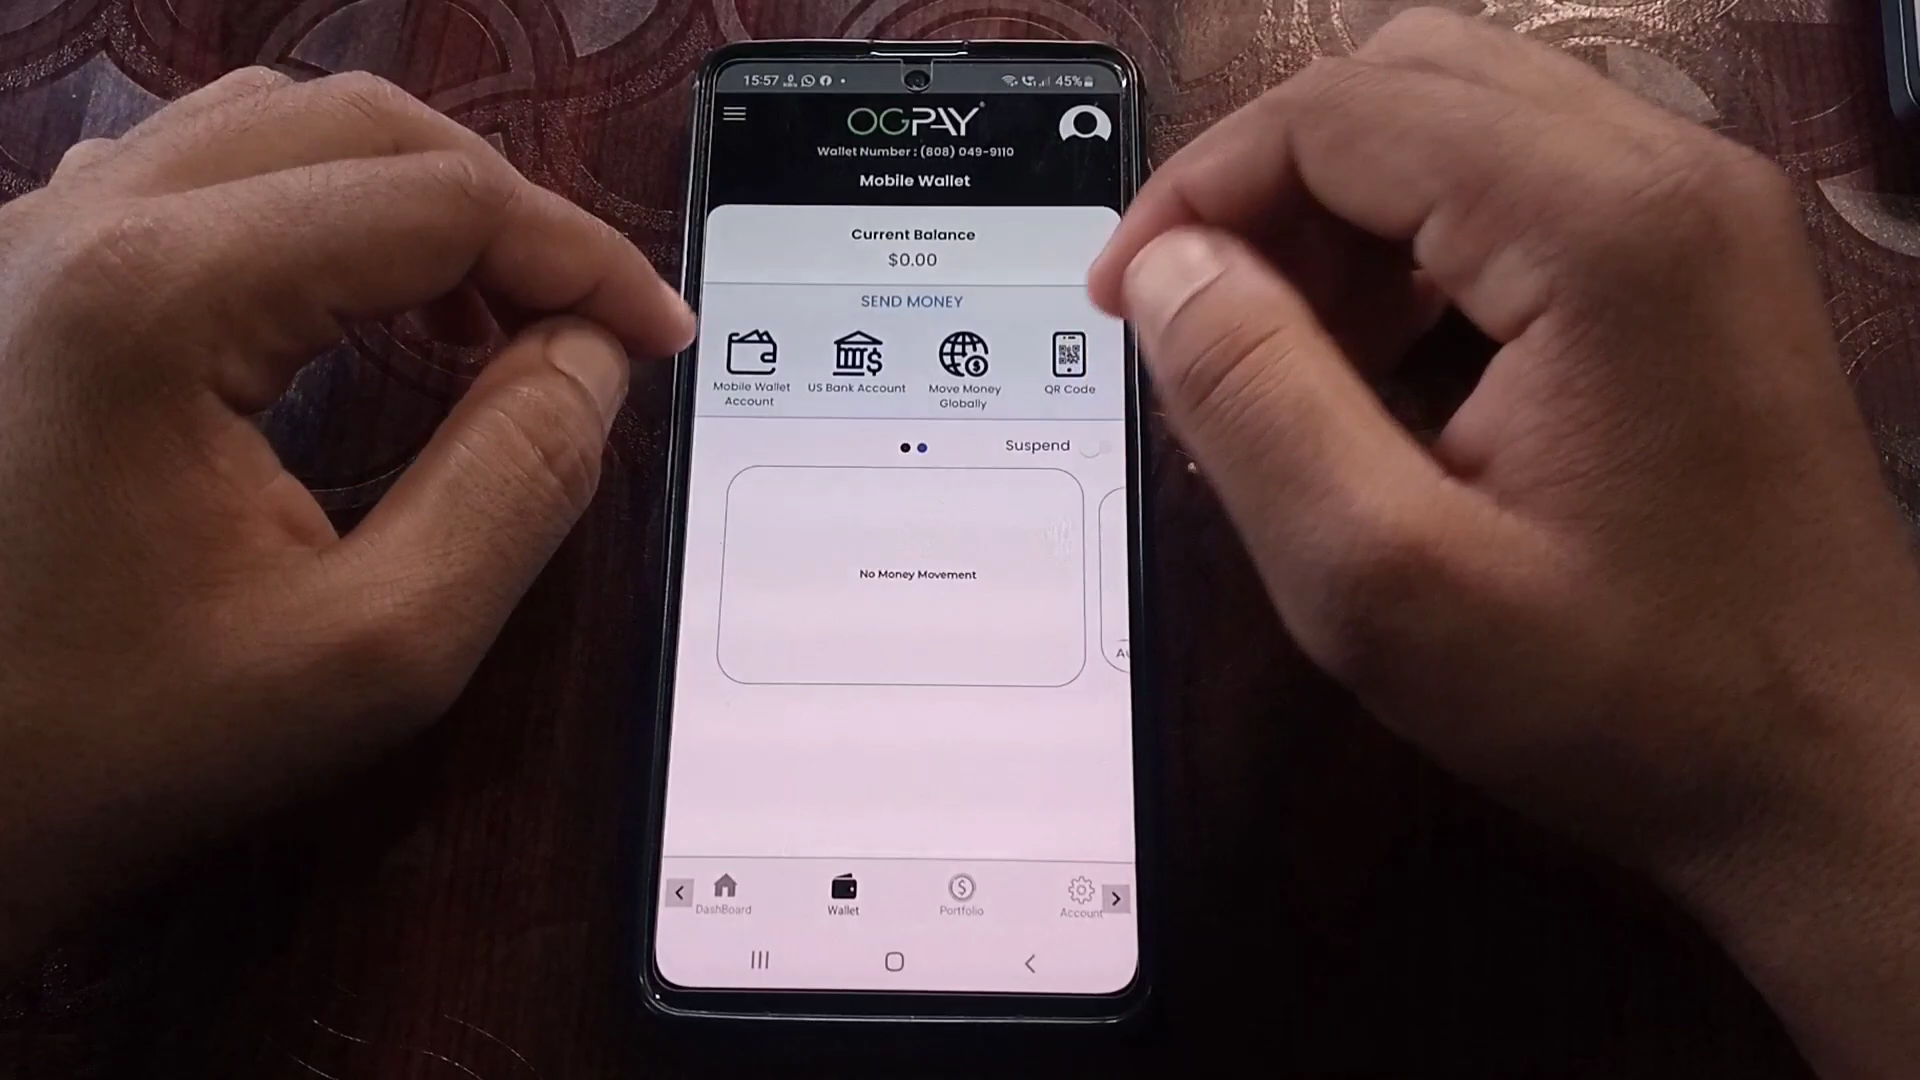 15:57 45%
OGPAY
Wallet Number : (808) 049-9110
Mobile Wallet
Current Balance
$0.00
SEND MONEY
Mobile Wallet Account
US Bank Account
Move Money Globally
QR Code
Suspend
No Money Movement
DashBoard
Wallet
Portfolio
Account